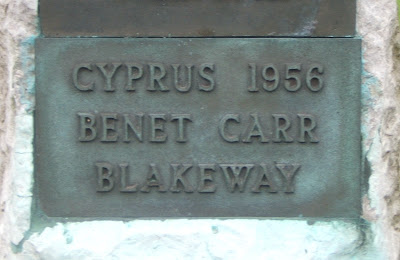 CYPRUS 1956
BENET CARR
BLAKEWAY